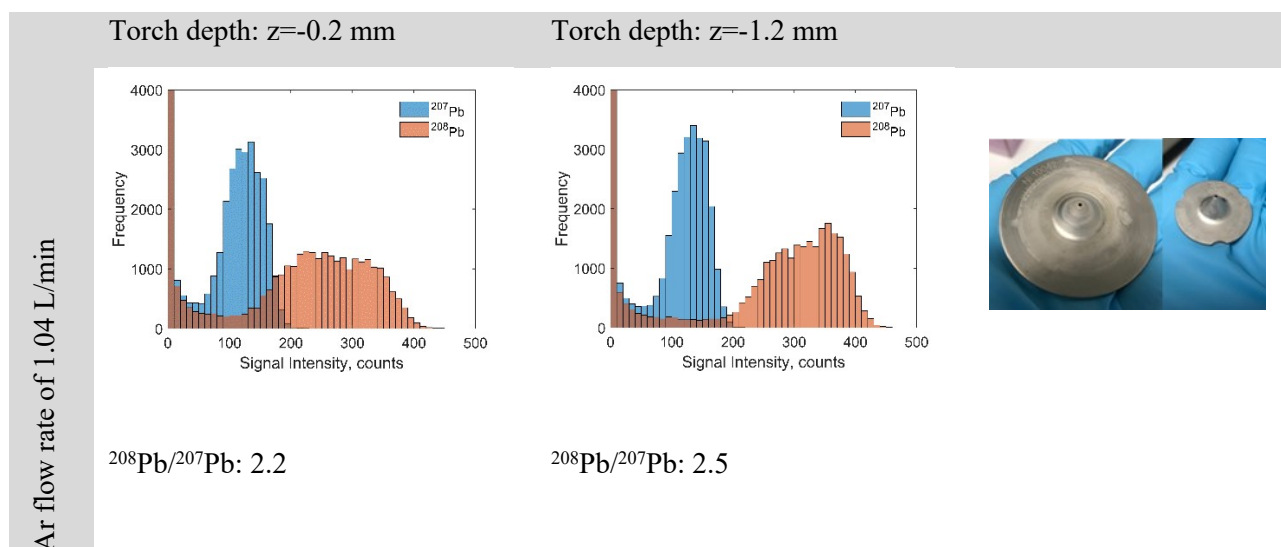 Torch depth: z=-0.2 mm
Torch depth: z=-1.2 mm
Ar flow rate of 1.04 L/min
4000
3000
2000
1000
0
Frequency
0 100 200 300 400 500
Signal Intensity, counts
²⁰⁷Pb
²⁰⁸Pb
4000
3000
2000
1000
0
Frequency
0 100 200 300 400 500
Signal Intensity, counts
²⁰⁷Pb
²⁰⁸Pb
²⁰⁸Pb/²⁰⁷Pb: 2.2
²⁰⁸Pb/²⁰⁷Pb: 2.5